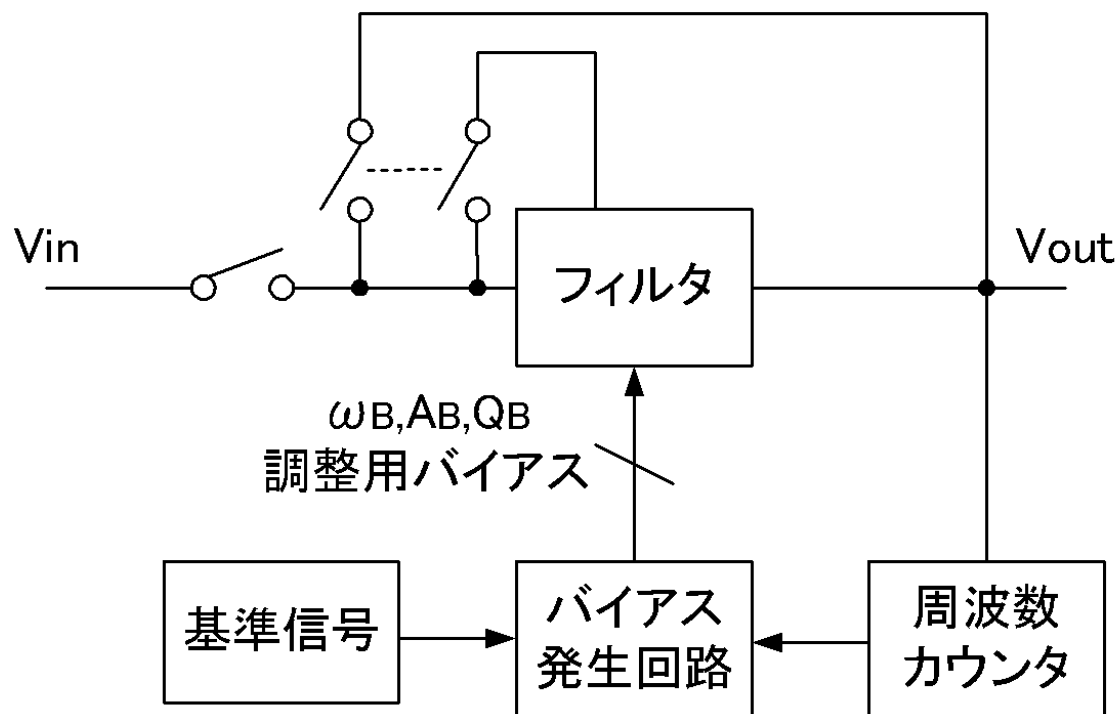 Vin
フィルタ
Vout
ωB,AB,QB
調整用バイアス
基準信号
バイアス
発生回路
周波数
カウンタ